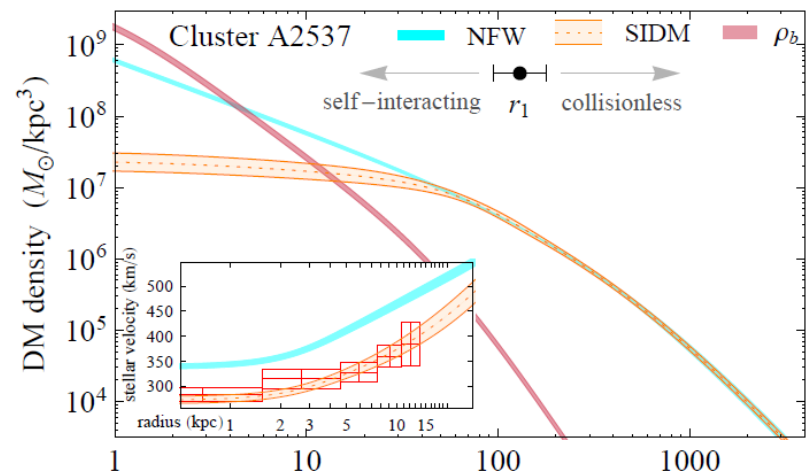 Cluster A2537 NFW SIDM ρ_b
self−interacting r₁ collisionless
DM density (M⊙/kpc³)
10⁹
10⁸
10⁷
10⁶
10⁵
10⁴
stellar velocity (km/s)
500
450
400
350
300
radius (kpc) 1 2 3 5 10 15
1 10 100 1000